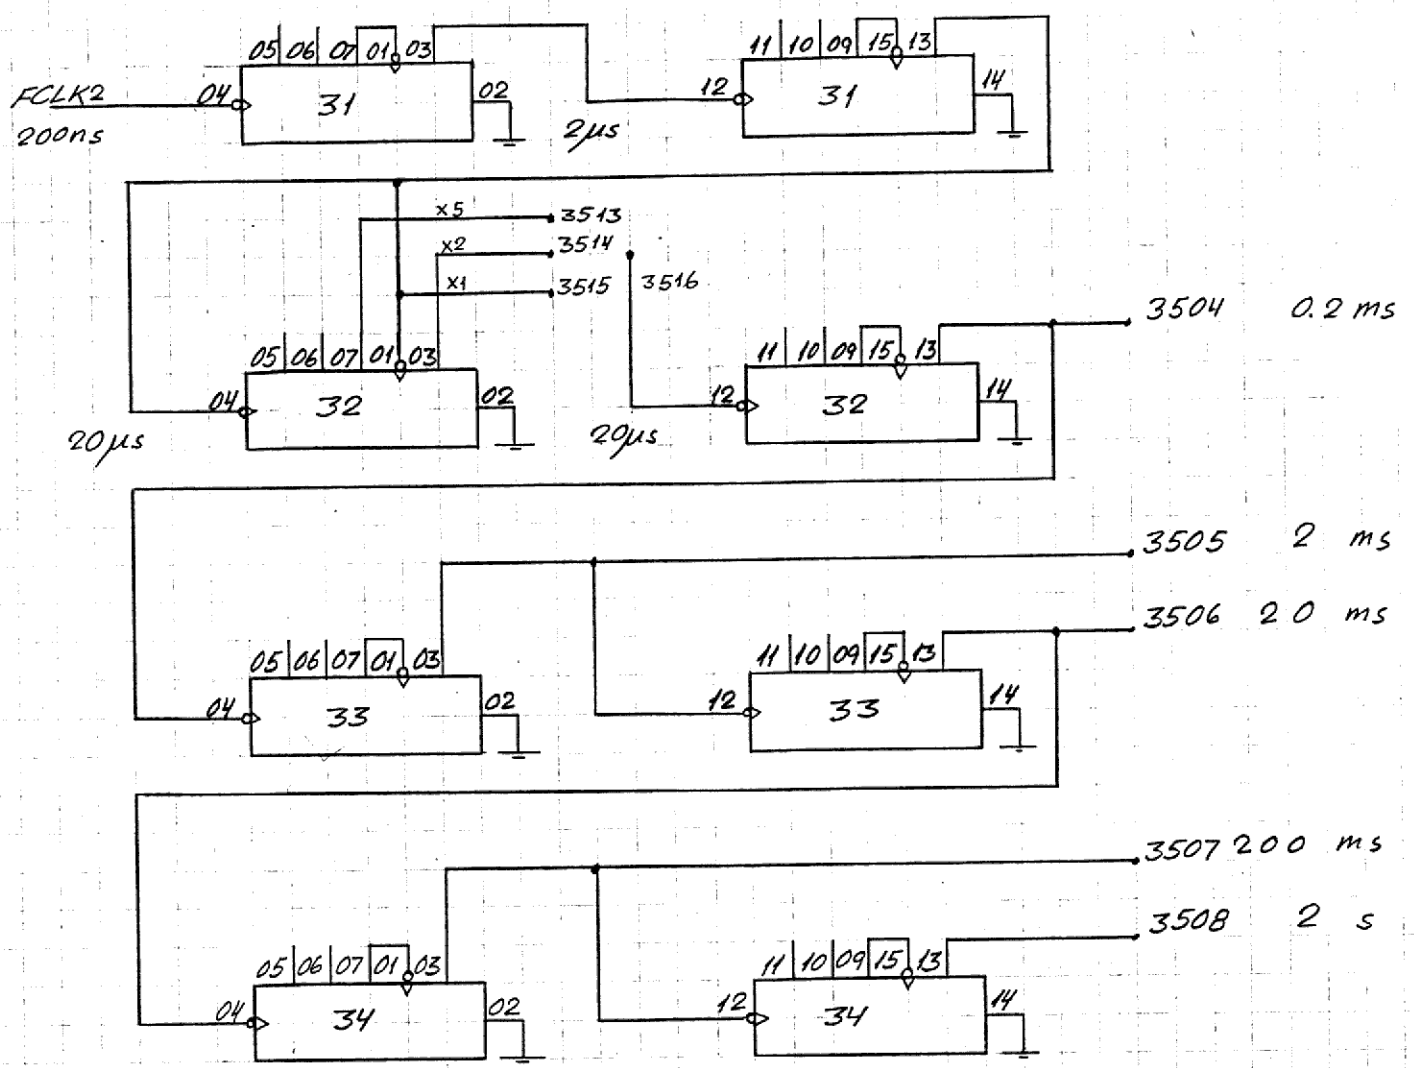 05 06 07 01 03 11 10 09 15 13
FCLK2 04 31 02 12 31 14
200ns 2µs
x5 3513
x2 3514
x1 3515 3516
3504 0.2 ms
05 06 07 01 03 11 10 09 15 13
04 32 02 12 32 14
20µs 20µs
3505 2 ms
3506 20 ms
05 06 07 01 03 11 10 09 15 13
04 33 02 12 33 14
3507 200 ms
3508 2 s
05 06 07 01 03 11 10 09 15 13
04 34 02 12 34 14